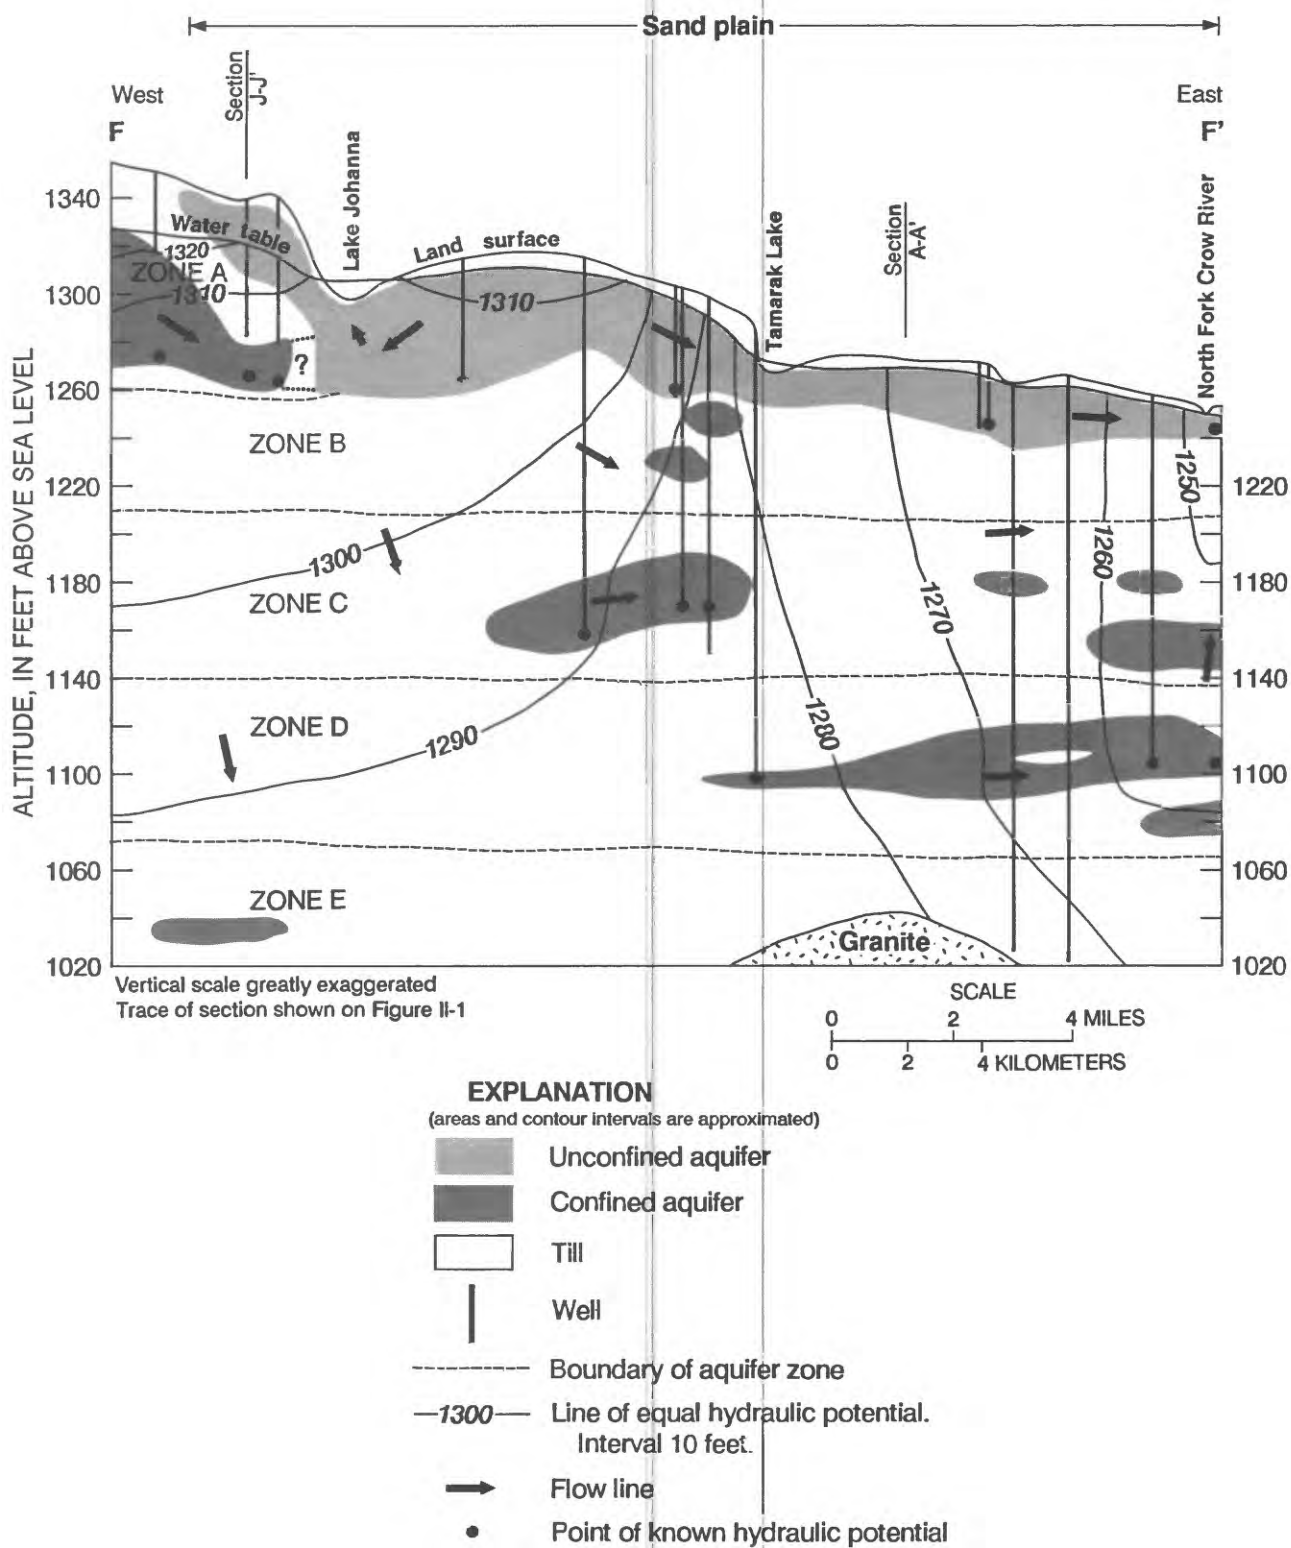 Sand plain
West
East
Section
J-J'
F
F'
Lake Johanna
Tamarak Lake
Section
A-A'
North Fork Crow River
ALTITUDE, IN FEET ABOVE SEA LEVEL
1340
1300
1260
1220
1180
1140
1100
1060
1020
1220
1180
1140
1100
1060
1020
Water table
Land surface
1320
ZONE A
1310
1310
?
ZONE B
1300
ZONE C
1290
ZONE D
1280
1270
1260
1250
ZONE E
Granite
Vertical scale greatly exaggerated
Trace of section shown on Figure II-1
SCALE
0 2 4 MILES
0 2 4 KILOMETERS
EXPLANATION
(areas and contour intervals are approximated)
Unconfined aquifer
Confined aquifer
Till
Well
Boundary of aquifer zone
1300 Line of equal hydraulic potential.
Interval 10 feet.
Flow line
Point of known hydraulic potential